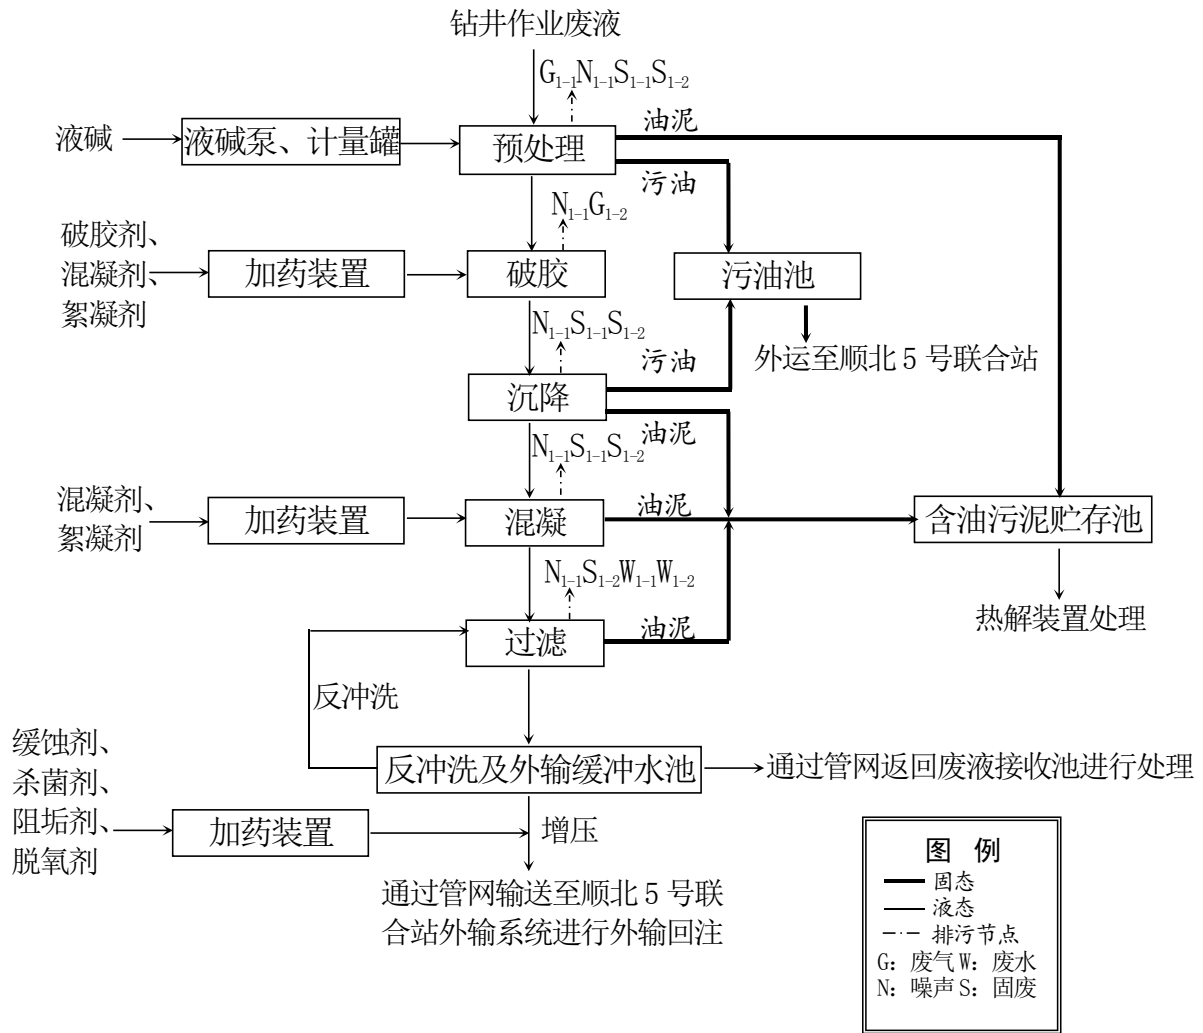 钻井作业废液
G1-1N1-1S1-1S1-2
液碱
液碱泵、计量罐
预处理
油泥
污油
N1-1G1-2
破胶剂、
混凝剂、
絮凝剂
加药装置
破胶
污油池
N1-1S1-1S1-2
污油
外运至顺北5号联合站
沉降
油泥
N1-1S1-1S1-2
混凝剂、
絮凝剂
加药装置
混凝
油泥
含油污泥贮存池
N1-1S1-2W1-1W1-2
热解装置处理
过滤
油泥
反冲洗
缓蚀剂、
杀菌剂、
阻垢剂、
脱氧剂
反冲洗及外输缓冲水池
通过管网返回废液接收池进行处理
加药装置
增压
通过管网输送至顺北5号联
合站外输系统进行外输回注
图 例
固态
液态
排污节点
G：废气W：废水
N：噪声S：固废